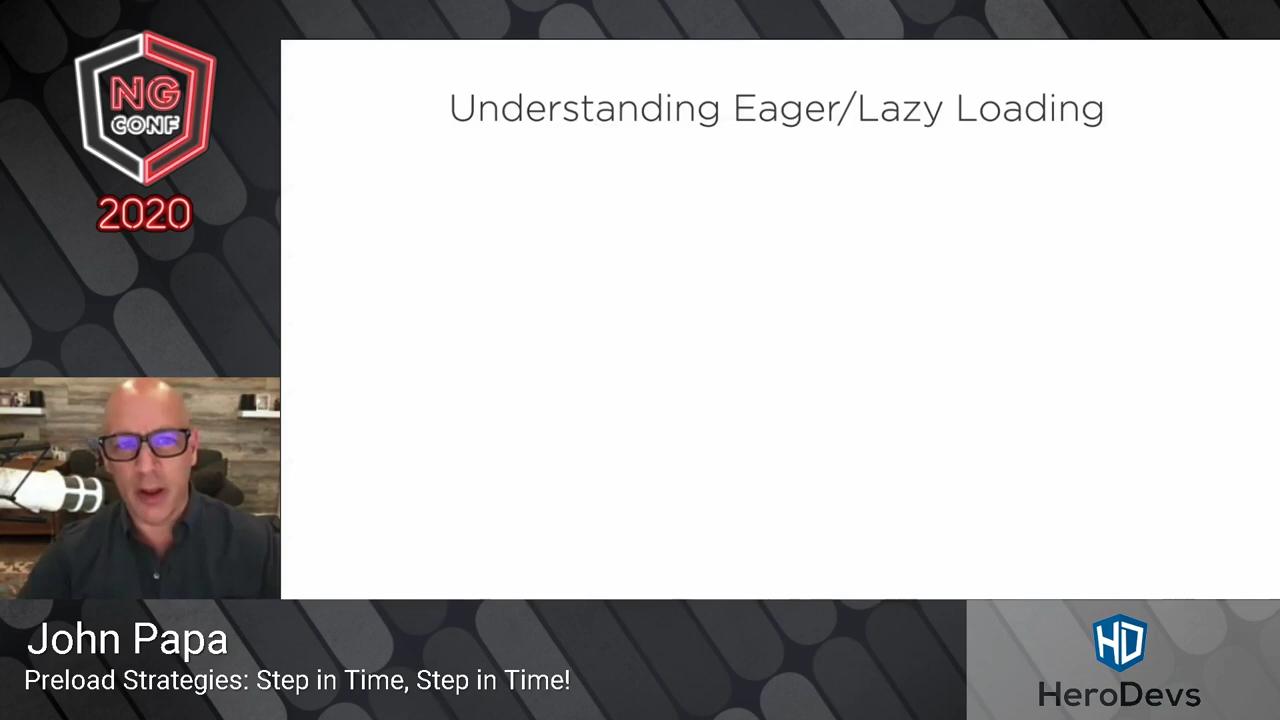 NG
CONF
2020
Understanding Eager/Lazy Loading
John Papa
Preload Strategies: Step in Time, Step in Time!
HD
HeroDevs